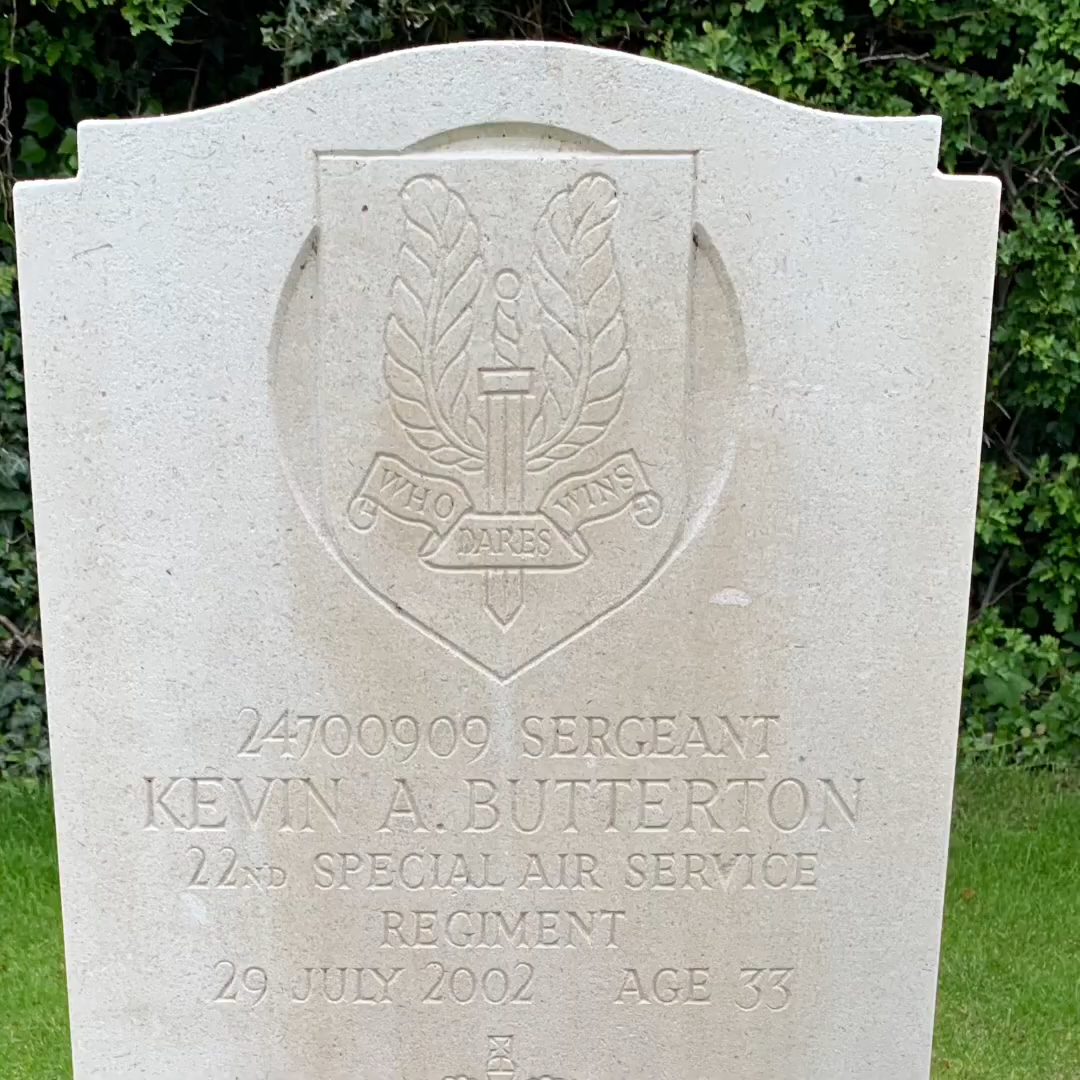 WHO
DARES
WINS
24700909 SERGEANT
KEVIN A. BUTTERTON
22ND SPECIAL AIR SERVICE
REGIMENT
29 JULY 2002 AGE 33